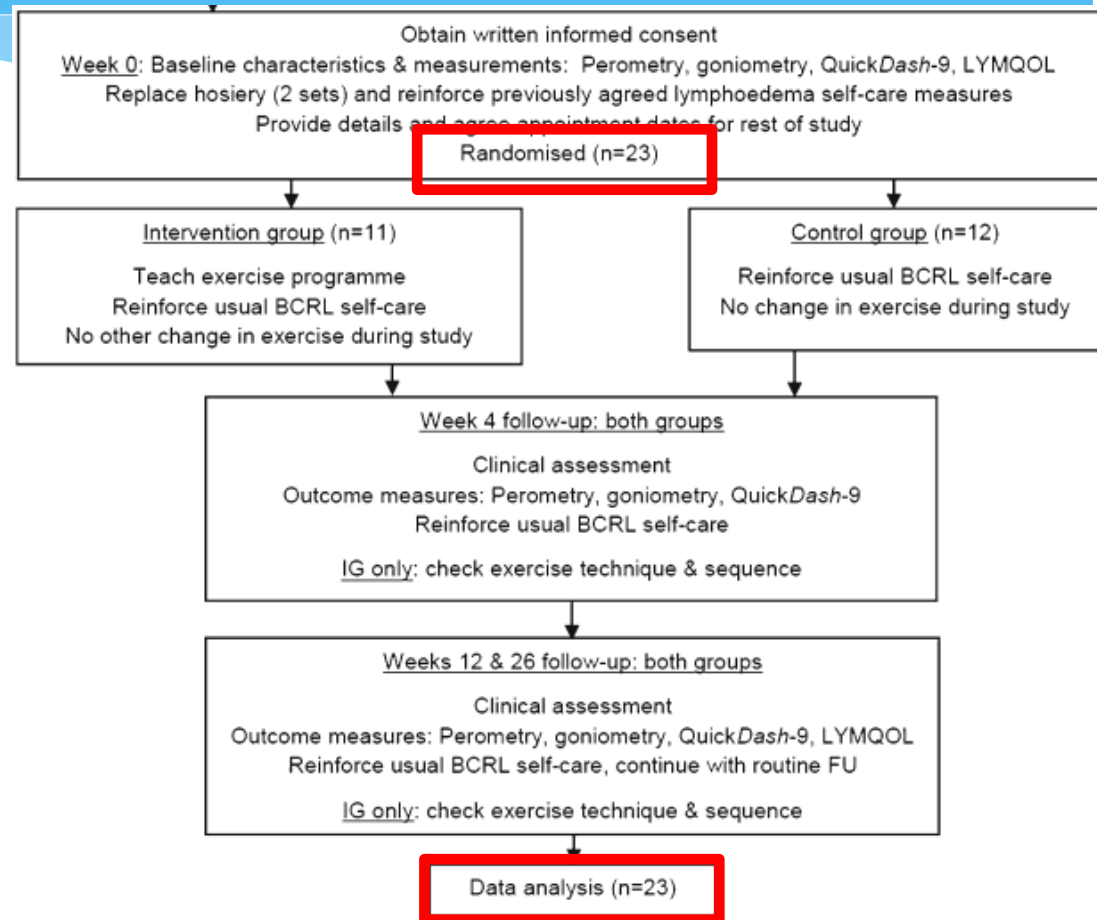 Obtain written informed consent
Week 0: Baseline characteristics & measurements: Perometry, goniometry, QuickDash-9, LYMQOL
Replace hosiery (2 sets) and reinforce previously agreed lymphoedema self-care measures
Provide details and agree appointment dates for rest of study
Randomised (n=23)
Intervention group (n=11)
Teach exercise programme
Reinforce usual BCRL self-care
No other change in exercise during study
Control group (n=12)
Reinforce usual BCRL self-care
No change in exercise during study
Week 4 follow-up: both groups
Clinical assessment
Outcome measures: Perometry, goniometry, QuickDash-9
Reinforce usual BCRL self-care
IG only: check exercise technique & sequence
Weeks 12 & 26 follow-up: both groups
Clinical assessment
Outcome measures: Perometry, goniometry, QuickDash-9, LYMQOL
Reinforce usual BCRL self-care, continue with routine FU
IG only: check exercise technique & sequence
Data analysis (n=23)